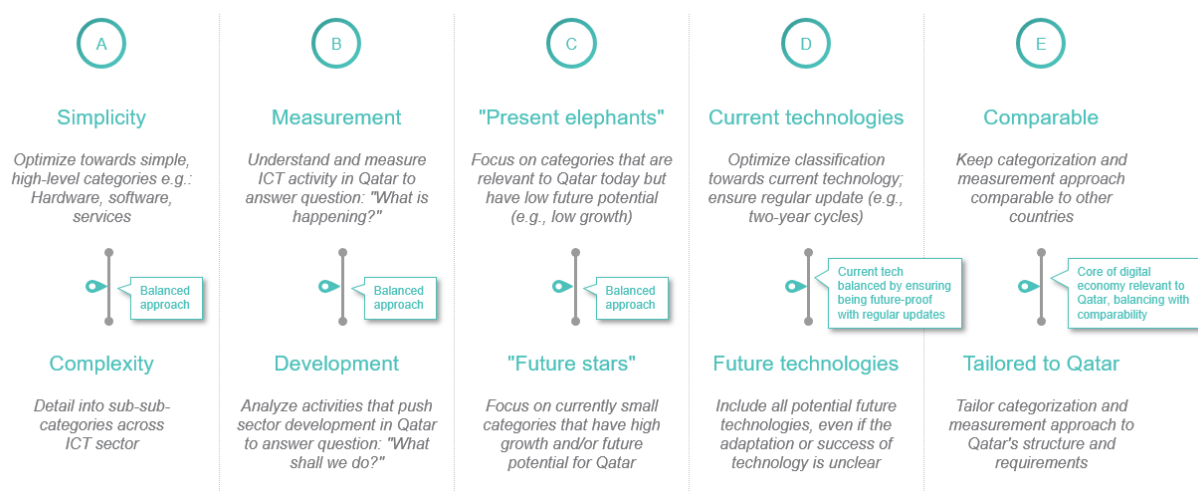 A
B
C
D
E
Simplicity
Optimize towards simple,
high-level categories e.g.:
Hardware, software,
services
Balanced
approach
Complexity
Detail into sub-sub-
categories across
ICT sector
Measurement
Understand and measure
ICT activity in Qatar to
answer question: "What is
happening?"
Balanced
approach
Development
Analyze activities that push
sector development in Qatar
to answer question: "What
shall we do?"
"Present elephants"
Focus on categories that are
relevant to Qatar today but
have low future potential
(e.g., low growth)
Balanced
approach
"Future stars"
Focus on currently small
categories that have high
growth and/or future
potential for Qatar
Current technologies
Optimize classification
towards current technology;
ensure regular update (e.g.,
two-year cycles)
Current tech
balanced by ensuring
being future-proof
with regular updates
Future technologies
Include all potential future
technologies, even if the
adaptation or success of
technology is unclear
Comparable
Keep categorization and
measurement approach
comparable to other
countries
Core of digital
economy relevant to
Qatar, balancing with
comparability
Tailored to Qatar
Tailor categorization and
measurement approach to
Qatar's structure and
requirements